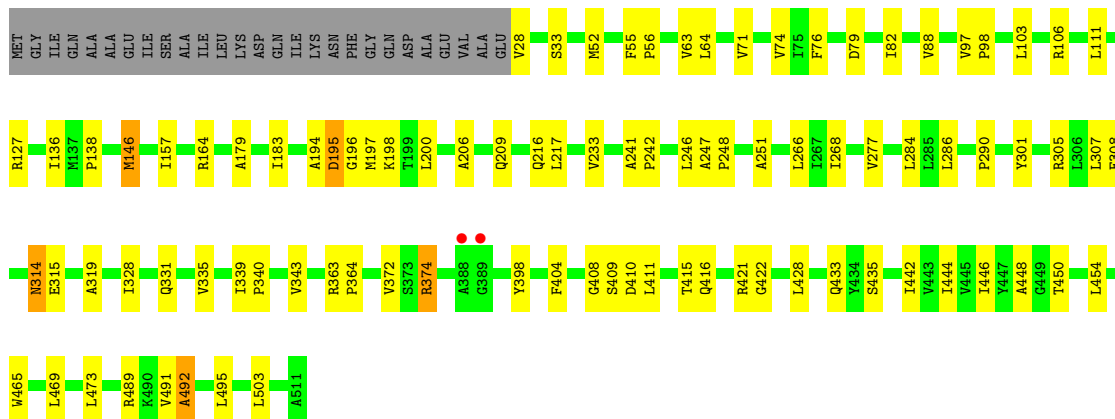 MET GLY ILE GLN ALA ALA GLU ILE SER ALA ILE LEU LYS ASP GLN ILE LYS ASN PHE GLY GLN ASP ALA GLU VAL ALA GLU V28 S33 M52 F55 P56 V63 L64 V71 V74 I75 F76 D79 I82 V88 V97 P98 L103 R106 L111
R127 I136 M137 P138 M146 I157 R164 A179 I183 A194 D195 G196 M197 K198 T199 L200 A206 Q209 Q216 L217 V233 A241 P242 L246 A247 P248 A251 L266 I267 I268 V277 L284 L285 L286 P290 Y301 R305 L306 L307
N314 E315 A319 I328 Q331 V335 I339 P340 V343 R363 P364 V372 S373 R374 A388 G389 Y398 F404 G408 S409 D410 L411 T415 Q416 R421 G422 L428 Q433 Y434 S435 I442 V443 I444 V445 I446 Y447 A448 G449 T450 L454
W465 L469 L473 R489 K490 V491 A492 L495 L503 A511